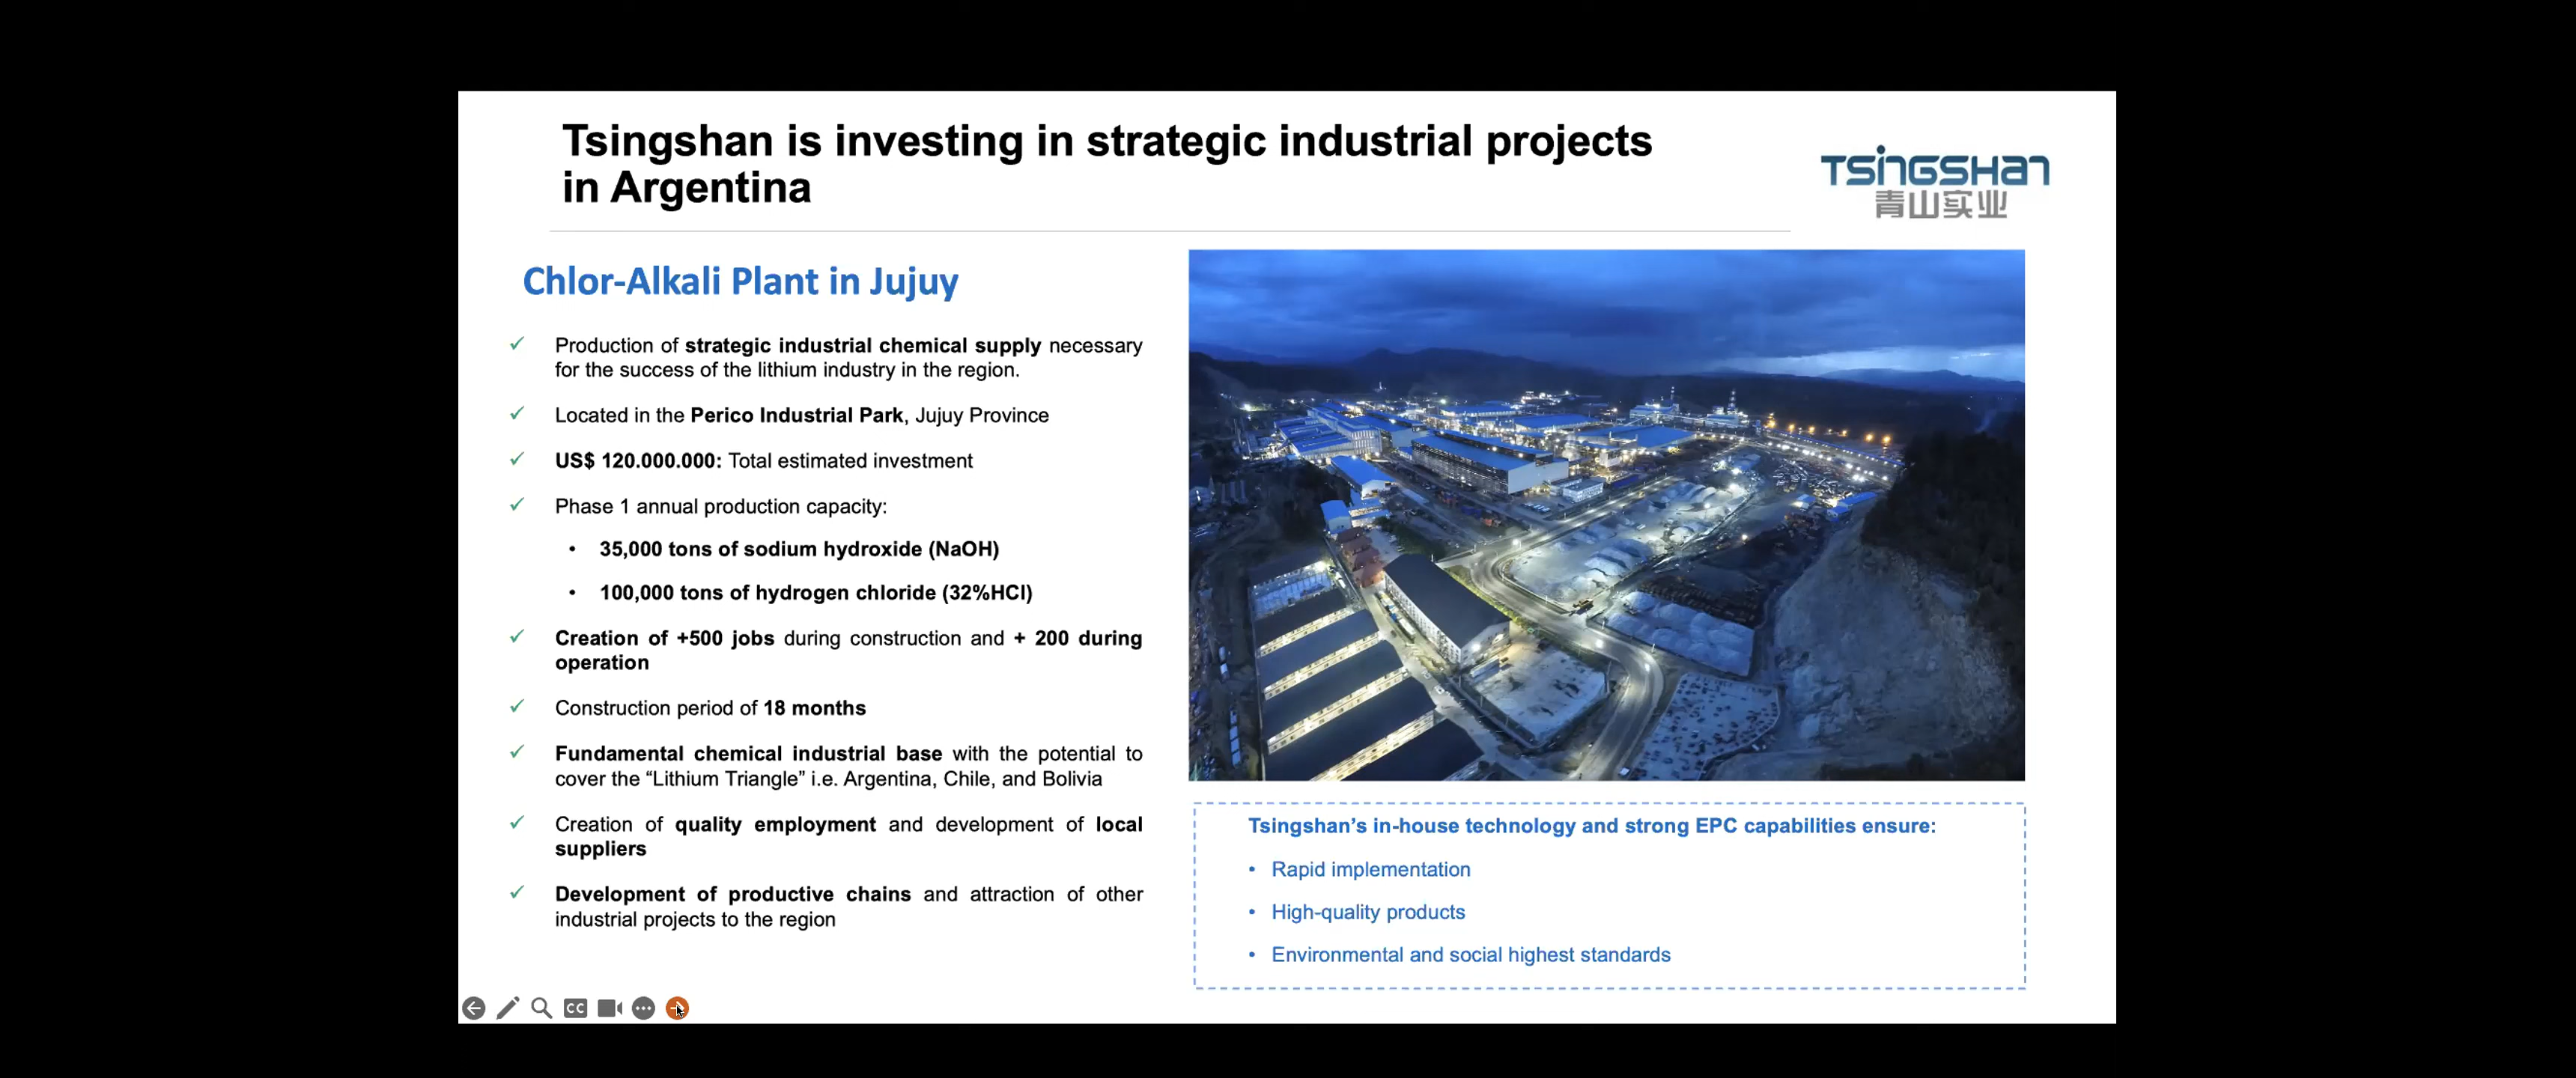 Tsingshan is investing in strategic industrial projects
in Argentina
TSINGSHAN
青山实业
Chlor-Alkali Plant in Jujuy
✓ Production of strategic industrial chemical supply necessary
for the success of the lithium industry in the region.
✓ Located in the Perico Industrial Park, Jujuy Province
✓ US$ 120.000.000: Total estimated investment
✓ Phase 1 annual production capacity:
• 35,000 tons of sodium hydroxide (NaOH)
• 100,000 tons of hydrogen chloride (32%HCl)
✓ Creation of +500 jobs during construction and + 200 during
operation
✓ Construction period of 18 months
✓ Fundamental chemical industrial base with the potential to
cover the “Lithium Triangle” i.e. Argentina, Chile, and Bolivia
✓ Creation of quality employment and development of local
suppliers
✓ Development of productive chains and attraction of other
industrial projects to the region
Tsingshan’s in-house technology and strong EPC capabilities ensure:
• Rapid implementation
• High-quality products
• Environmental and social highest standards
CC